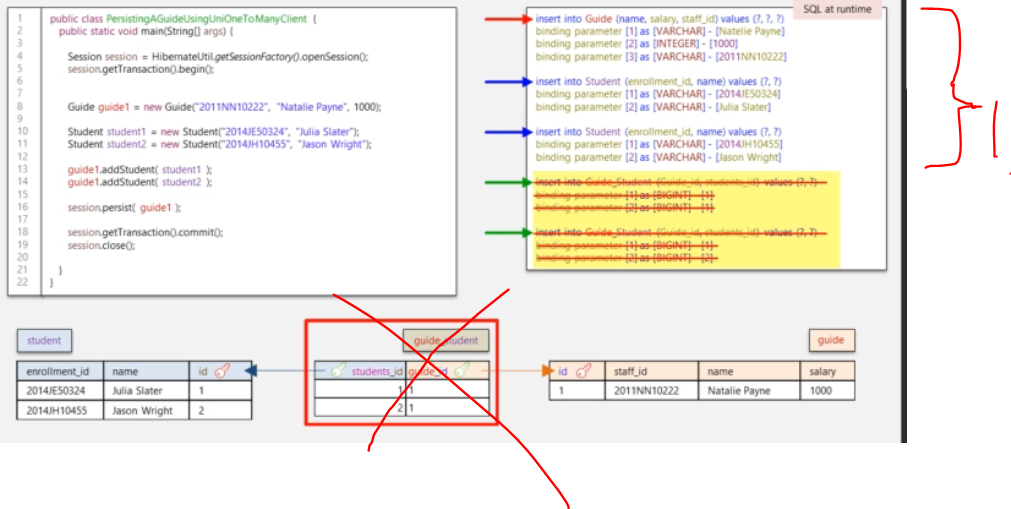 1 public class PersistingAGuideUsingUniOneToManyClient {
2 public static void main(String[] args) {
3
4 Session session = HibernateUtil.getSessionFactory().openSession();
5 session.getTransaction().begin();
6
7
8 Guide guide1 = new Guide("2011NN10222", "Natalie Payne", 1000);
9
10 Student student1 = new Student("2014JE50324", "Julia Slater");
11 Student student2 = new Student("2014JH10455", "Jason Wright");
12
13 guide1.addStudent( student1 );
14 guide1.addStudent( student2 );
15
16 session.persist( guide1 );
17
18 session.getTransaction().commit();
19 session.close();
20
21 }
22 }
SQL at runtime
insert into Guide (name, salary, staff_id) values (?, ?, ?)
binding parameter [1] as [VARCHAR] - [Natelie Payne]
binding parameter [2] as [INTEGER] - [1000]
binding parameter [3] as [VARCHAR] - [2011NN10222]
insert into Student (enrollment_id, name) values (?, ?)
binding parameter [1] as [VARCHAR] - [2014JE50324]
binding parameter [2] as [VARCHAR] - [Julia Slater]
insert into Student (enrollment_id, name) values (?, ?)
binding parameter [1] as [VARCHAR] - [2014JH10455]
binding parameter [2] as [VARCHAR] - [Jason Wright]
insert into Guide_Student (Guide_id, students_id) values (?, ?)
binding parameter [1] as [BIGINT] - [1]
binding parameter [2] as [BIGINT] - [1]
insert into Guide_Student (Guide_id, students_id) values (?, ?)
binding parameter [1] as [BIGINT] - [1]
binding parameter [2] as [BIGINT] - [2]
student
enrollment_id name id
2014JE50324 Julia Slater 1
2014JH10455 Jason Wright 2
guide_student
students_id guide_id
1 1
2 1
guide
id staff_id name salary
1 2011NN10222 Natalie Payne 1000